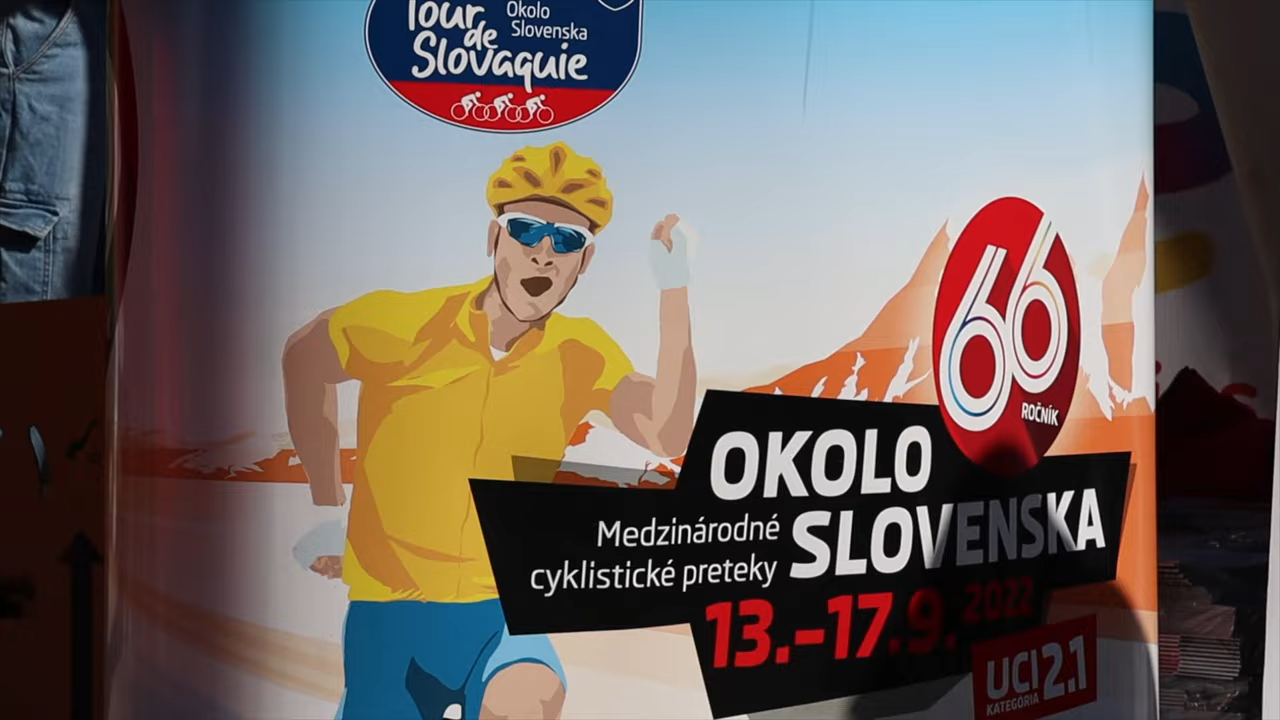 Tour
de
Slovaquie
Okolo
Slovenska
66
ROČNÍK
OKOLO
SLOVENSKA
Medzinárodné
cyklistické preteky
13.-17.9. 2022
UCI 2.1
KATEGÓRIA